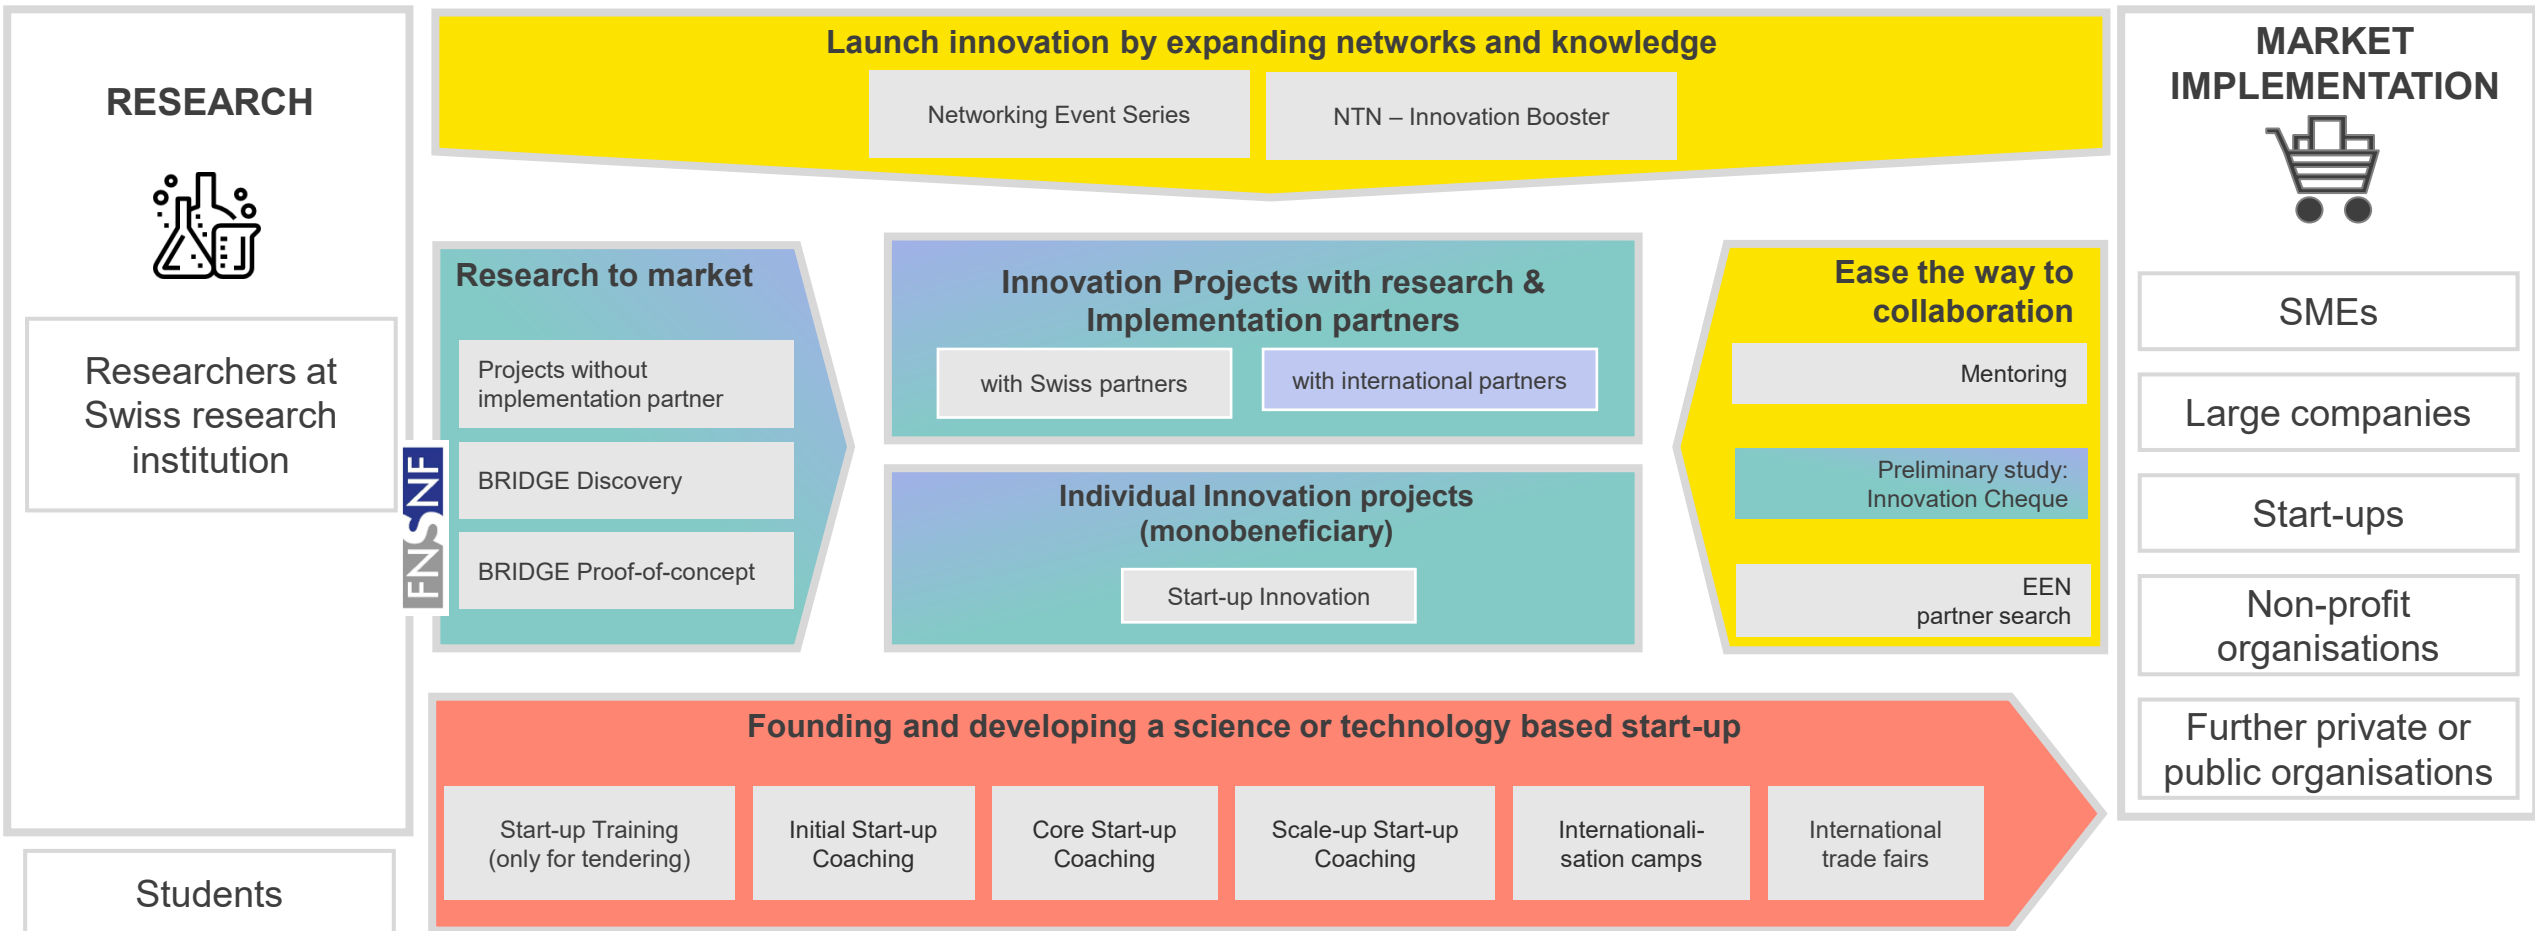 RESEARCH
Researchers at
Swiss research
institution
Students
FNSNF
Launch innovation by expanding networks and knowledge
Networking Event Series
NTN – Innovation Booster
Research to market
Projects without
implementation partner
BRIDGE Discovery
BRIDGE Proof-of-concept
Innovation Projects with research &
Implementation partners
with Swiss partners
with international partners
Individual Innovation projects
(monobeneficiary)
Start-up Innovation
Ease the way to
collaboration
Mentoring
Preliminary study:
Innovation Cheque
EEN
partner search
Founding and developing a science or technology based start-up
Start-up Training
(only for tendering)
Initial Start-up
Coaching
Core Start-up
Coaching
Scale-up Start-up
Coaching
Internationali-
sation camps
International
trade fairs
MARKET
IMPLEMENTATION
SMEs
Large companies
Start-ups
Non-profit
organisations
Further private or
public organisations